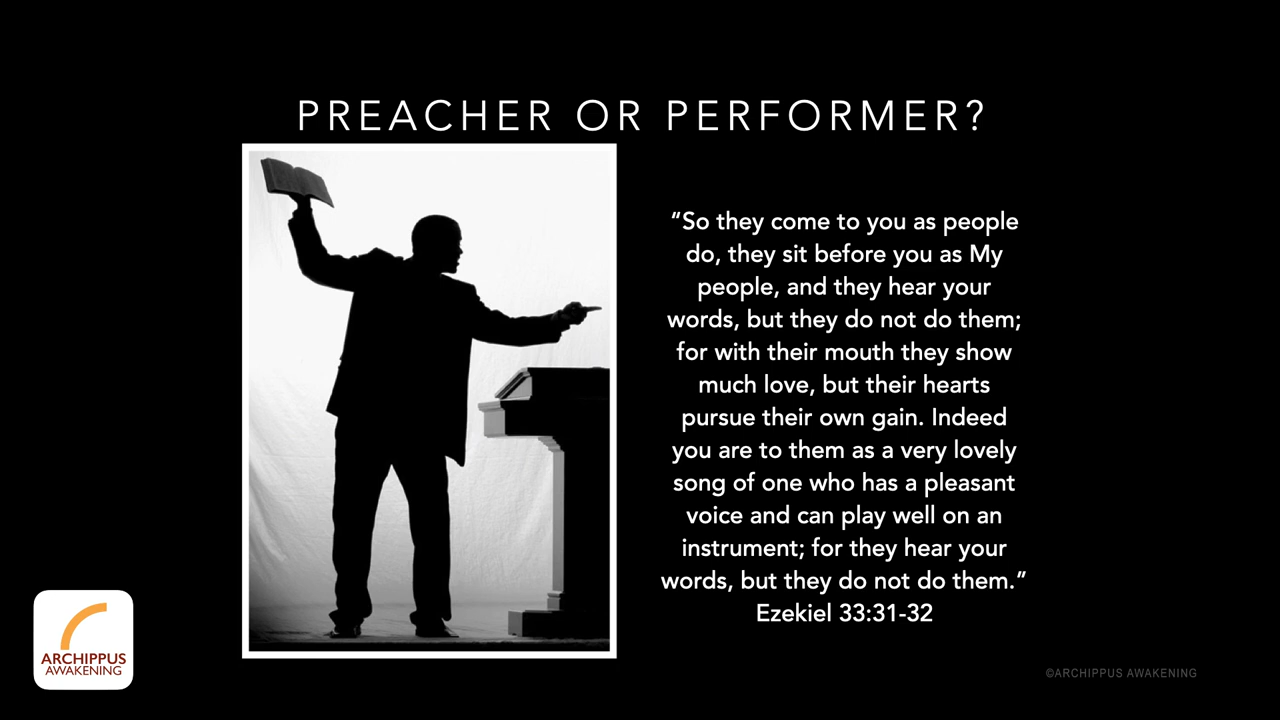 PREACHER OR PERFORMER?
“So they come to you as people
do, they sit before you as My
people, and they hear your
words, but they do not do them;
for with their mouth they show
much love, but their hearts
pursue their own gain. Indeed
you are to them as a very lovely
song of one who has a pleasant
voice and can play well on an
instrument; for they hear your
words, but they do not do them.”
Ezekiel 33:31-32
ARCHIPPUS
AWAKENING
©ARCHIPPUS AWAKENING